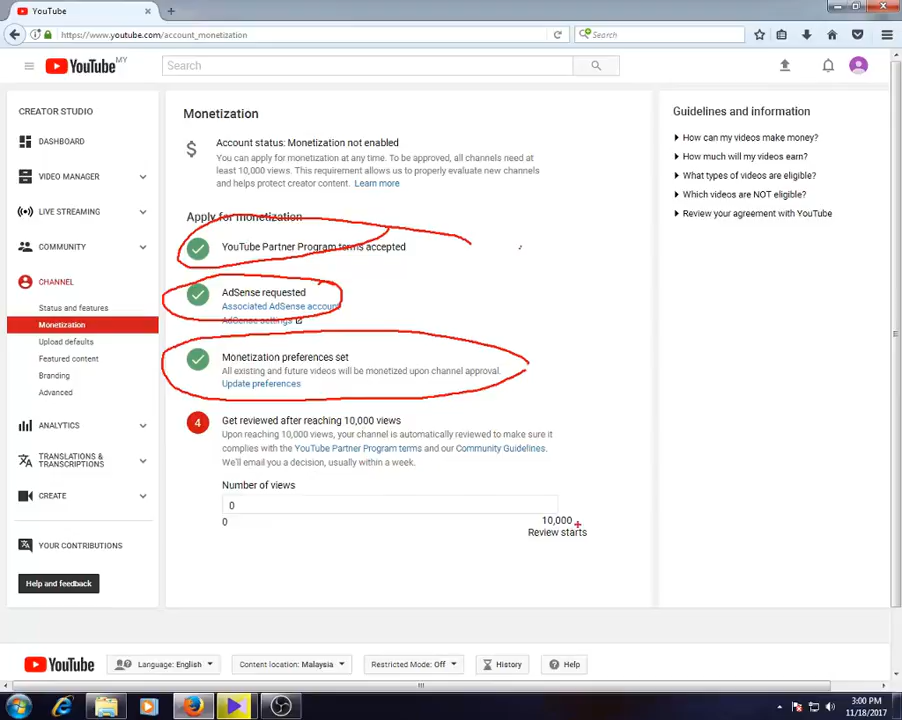 YouTube
https://www.youtube.com/account_monetization
Search
YouTube MY
Search
CREATOR STUDIO
DASHBOARD
VIDEO MANAGER
LIVE STREAMING
COMMUNITY
CHANNEL
Status and features
Monetization
Upload defaults
Featured content
Branding
Advanced
ANALYTICS
TRANSLATIONS &
TRANSCRIPTIONS
CREATE
YOUR CONTRIBUTIONS
Help and feedback
Monetization
$
Account status: Monetization not enabled
You can apply for monetization at any time. To be approved, all channels need at
least 10,000 views. This requirement allows us to properly evaluate new channels
and helps protect creator content. Learn more
Apply for monetization
YouTube Partner Program terms accepted
AdSense requested
Associated AdSense account
AdSense settings
Monetization preferences set
All existing and future videos will be monetized upon channel approval.
Update preferences
4
Get reviewed after reaching 10,000 views
Upon reaching 10,000 views, your channel is automatically reviewed to make sure it
complies with the YouTube Partner Program terms and our Community Guidelines.
We'll email you a decision, usually within a week.
Number of views
0
0
10,000
Review starts
Guidelines and information
How can my videos make money?
How much will my videos earn?
What types of videos are eligible?
Which videos are NOT eligible?
Review your agreement with YouTube
YouTube
Language: English
Content location: Malaysia
Restricted Mode: Off
History
Help
3:00 PM
11/18/2017